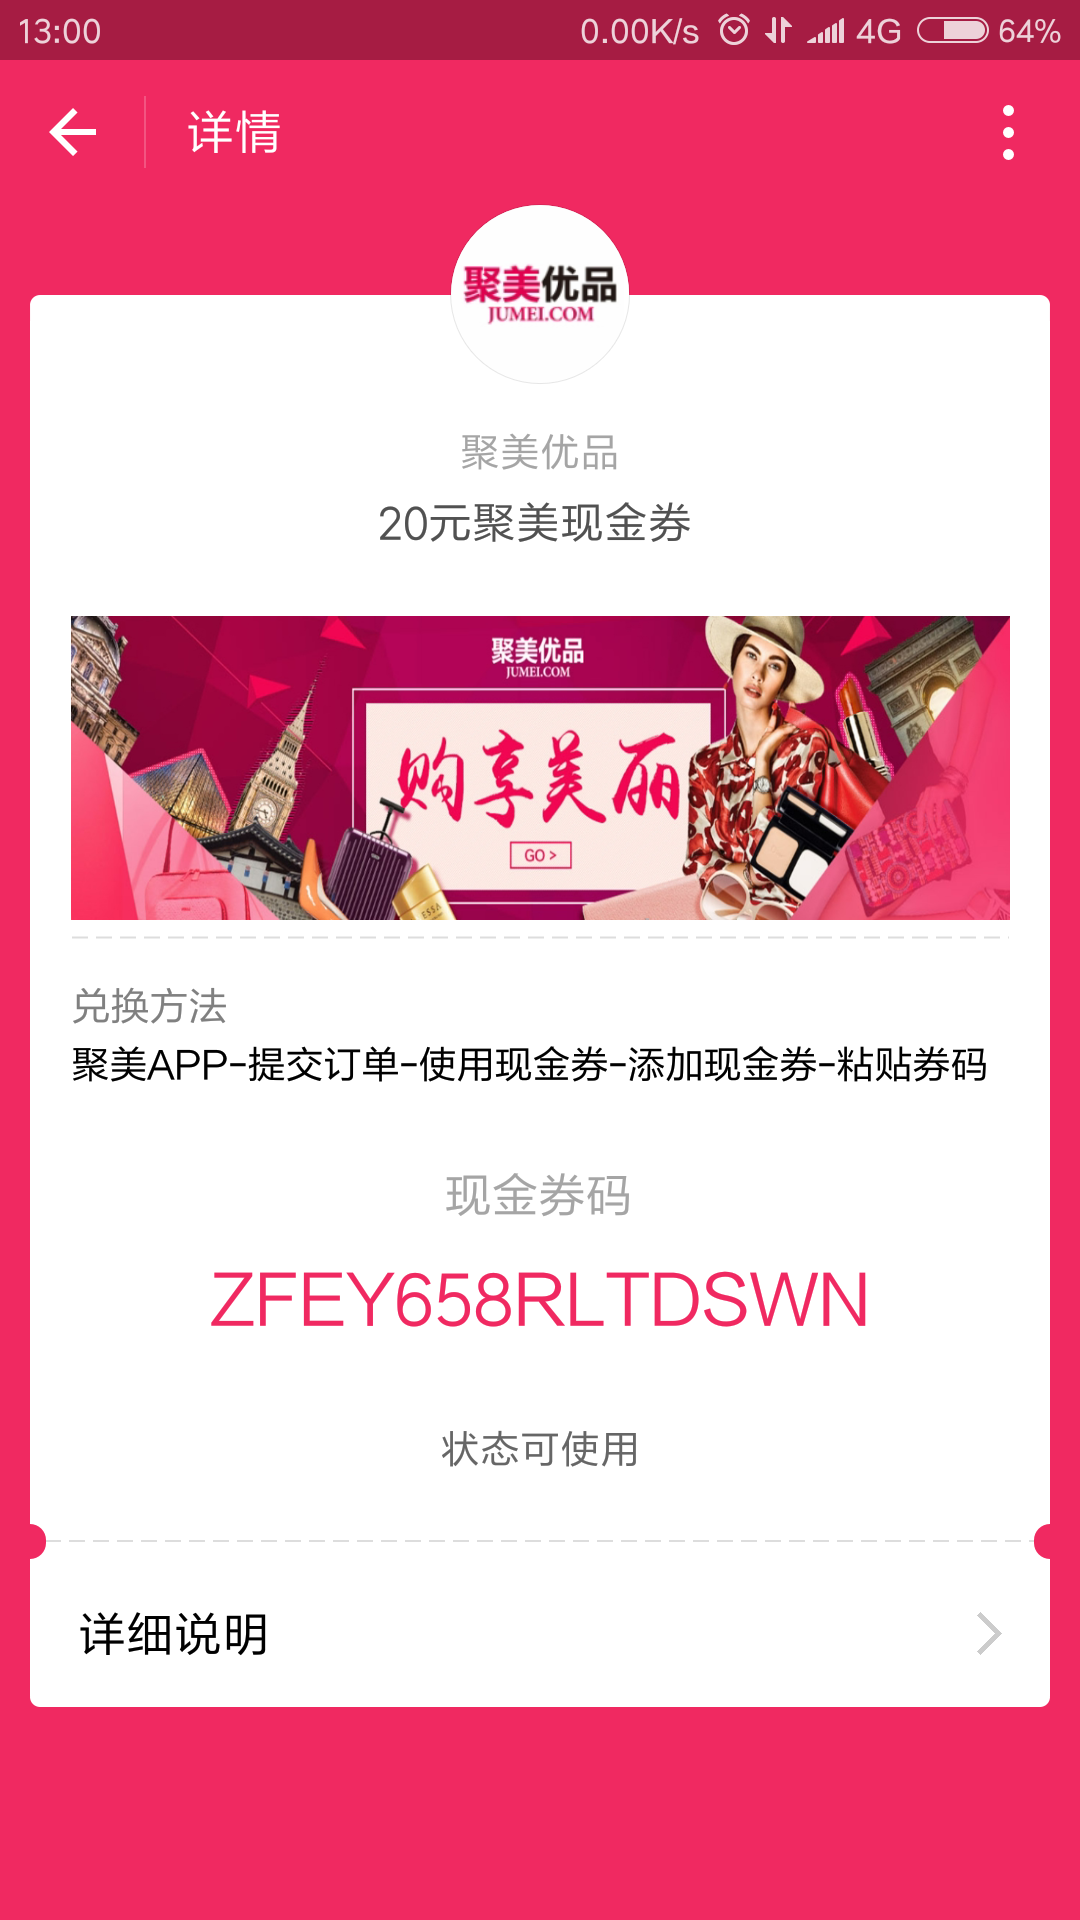 13:00 0.00K/s 4G 64%
详情
聚美优品
JUMEI.COM
聚美优品
20元聚美现金券
聚美优品
JUMEI.COM
购享美丽
GO >
ESSA
兑换方法
聚美APP-提交订单-使用现金券-添加现金券-粘贴券码
现金券码
ZFEY658RLTDSWN
状态可使用
详细说明